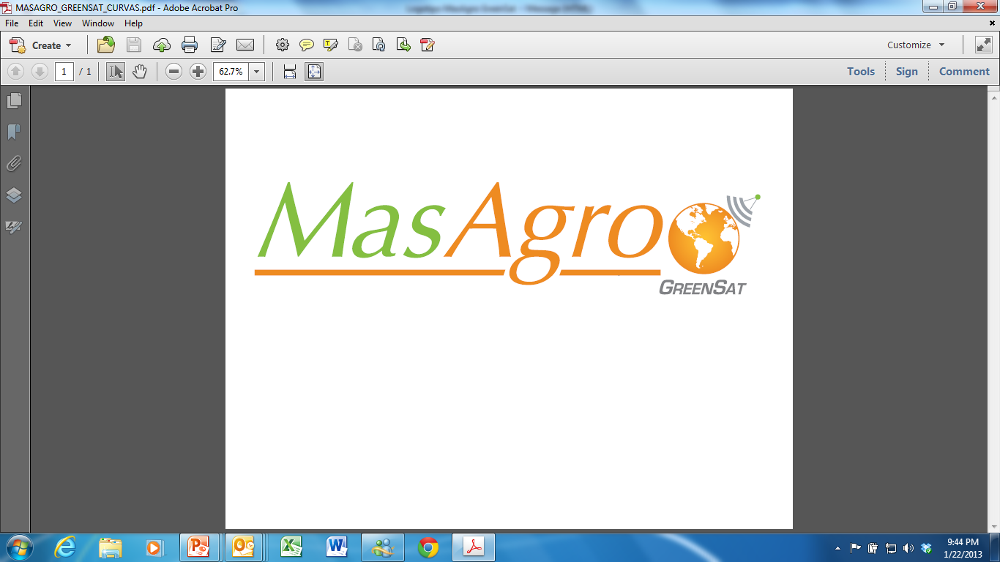 MASAGRO_GREENSAT_CURVAS.pdf - Adobe Acrobat Pro
File Edit View Window Help
Create Customize
1 / 1 62.7% Tools Sign Comment
MasAgro
GREENSAT
9:44 PM
1/22/2013